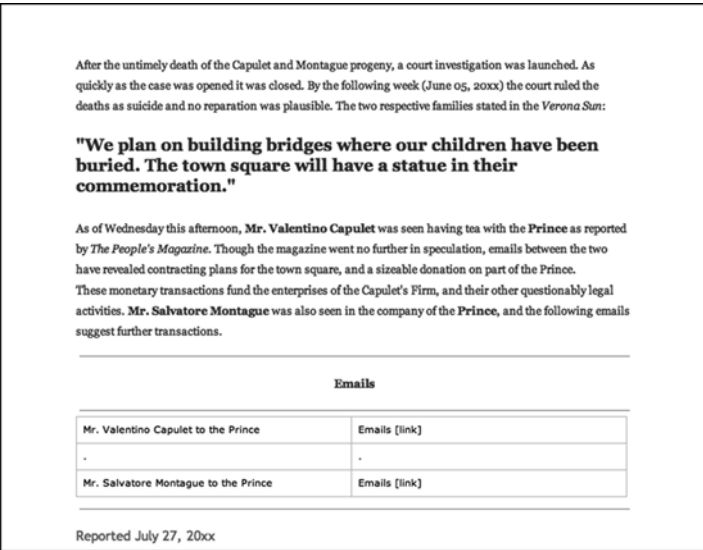 After the untimely death of the Capulet and Montague progeny, a court investigation was launched. As
quickly as the case was opened it was closed. By the following week (June 05, 20xx) the court ruled the
deaths as suicide and no reparation was plausible. The two respective families stated in the Verona Sun:
"We plan on building bridges where our children have been
buried. The town square will have a statue in their
commemoration."
As of Wednesday this afternoon, Mr. Valentino Capulet was seen having tea with the Prince as reported
by The People's Magazine. Though the magazine went no further in speculation, emails between the two
have revealed contracting plans for the town square, and a sizeable donation on part of the Prince.
These monetary transactions fund the enterprises of the Capulet's Firm, and their other questionably legal
activities. Mr. Salvatore Montague was also seen in the company of the Prince, and the following emails
suggest further transactions.
Emails
Mr. Valentino Capulet to the Prince Emails [link]
. .
Mr. Salvatore Montague to the Prince Emails [link]
Reported July 27, 20xx